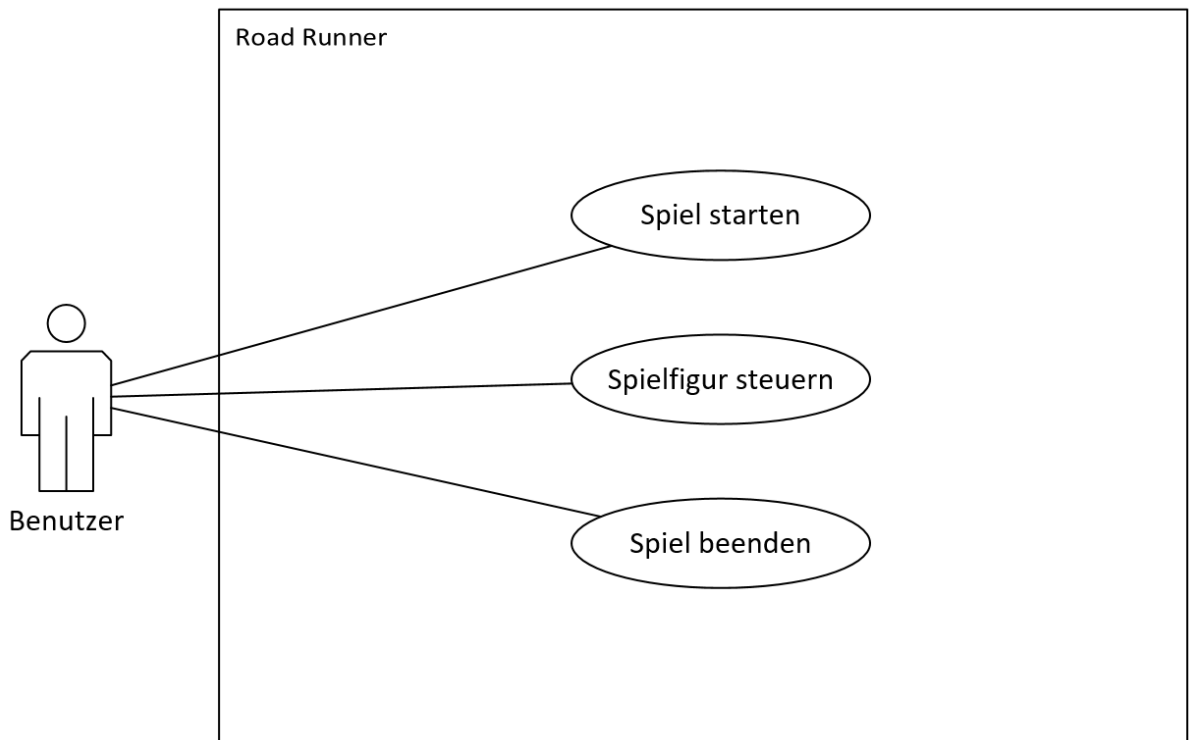 Road Runner
Spiel starten
Spielfigur steuern
Spiel beenden
Benutzer